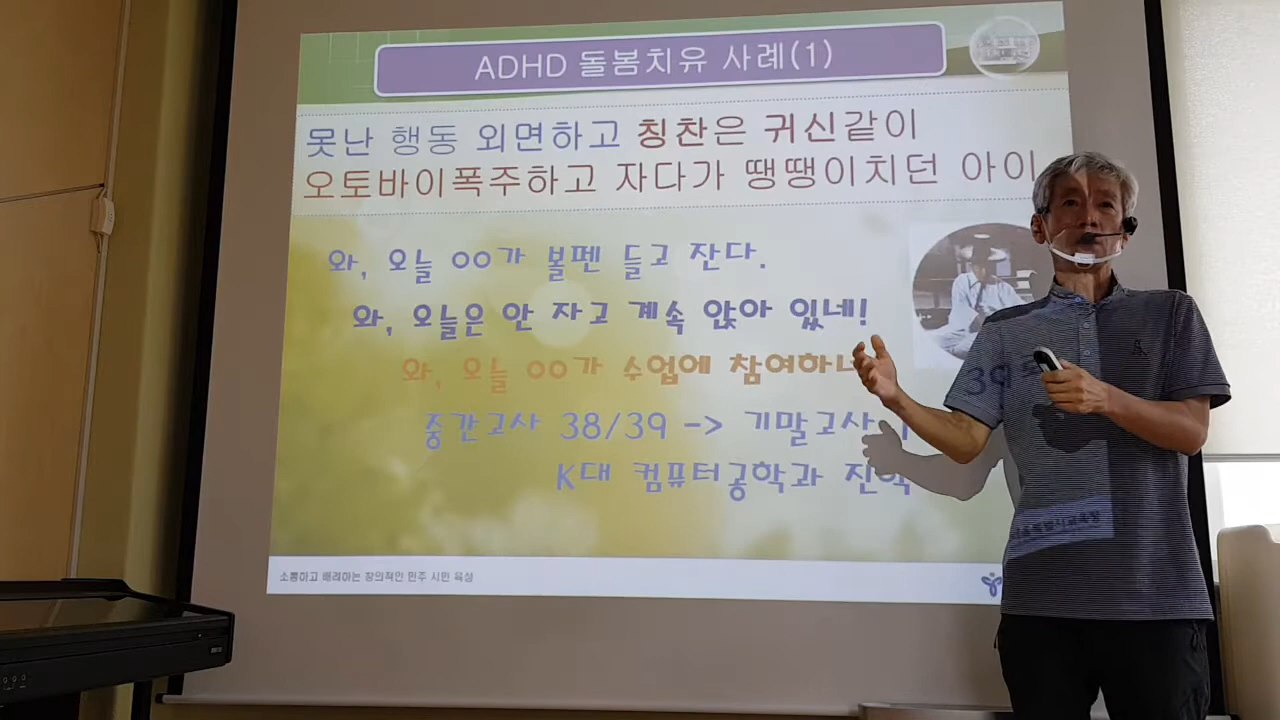 ADHD 돌봄치유 사례(1)
못난 행동 외면하고 칭찬은 귀신같이
오토바이폭주하고 자다가 땡땡이치던 아이
와, 오늘 OO가 볼펜 들고 잔다.
와, 오늘은 안 자고 계속 앉아 있네!
와, 오늘 OO가 수업에 참여하네
중간고사 38/39 -> 기말고사
39
K대 컴퓨터공학과 진학
소통하고 배려하는 창의적인 민주 시민 육성